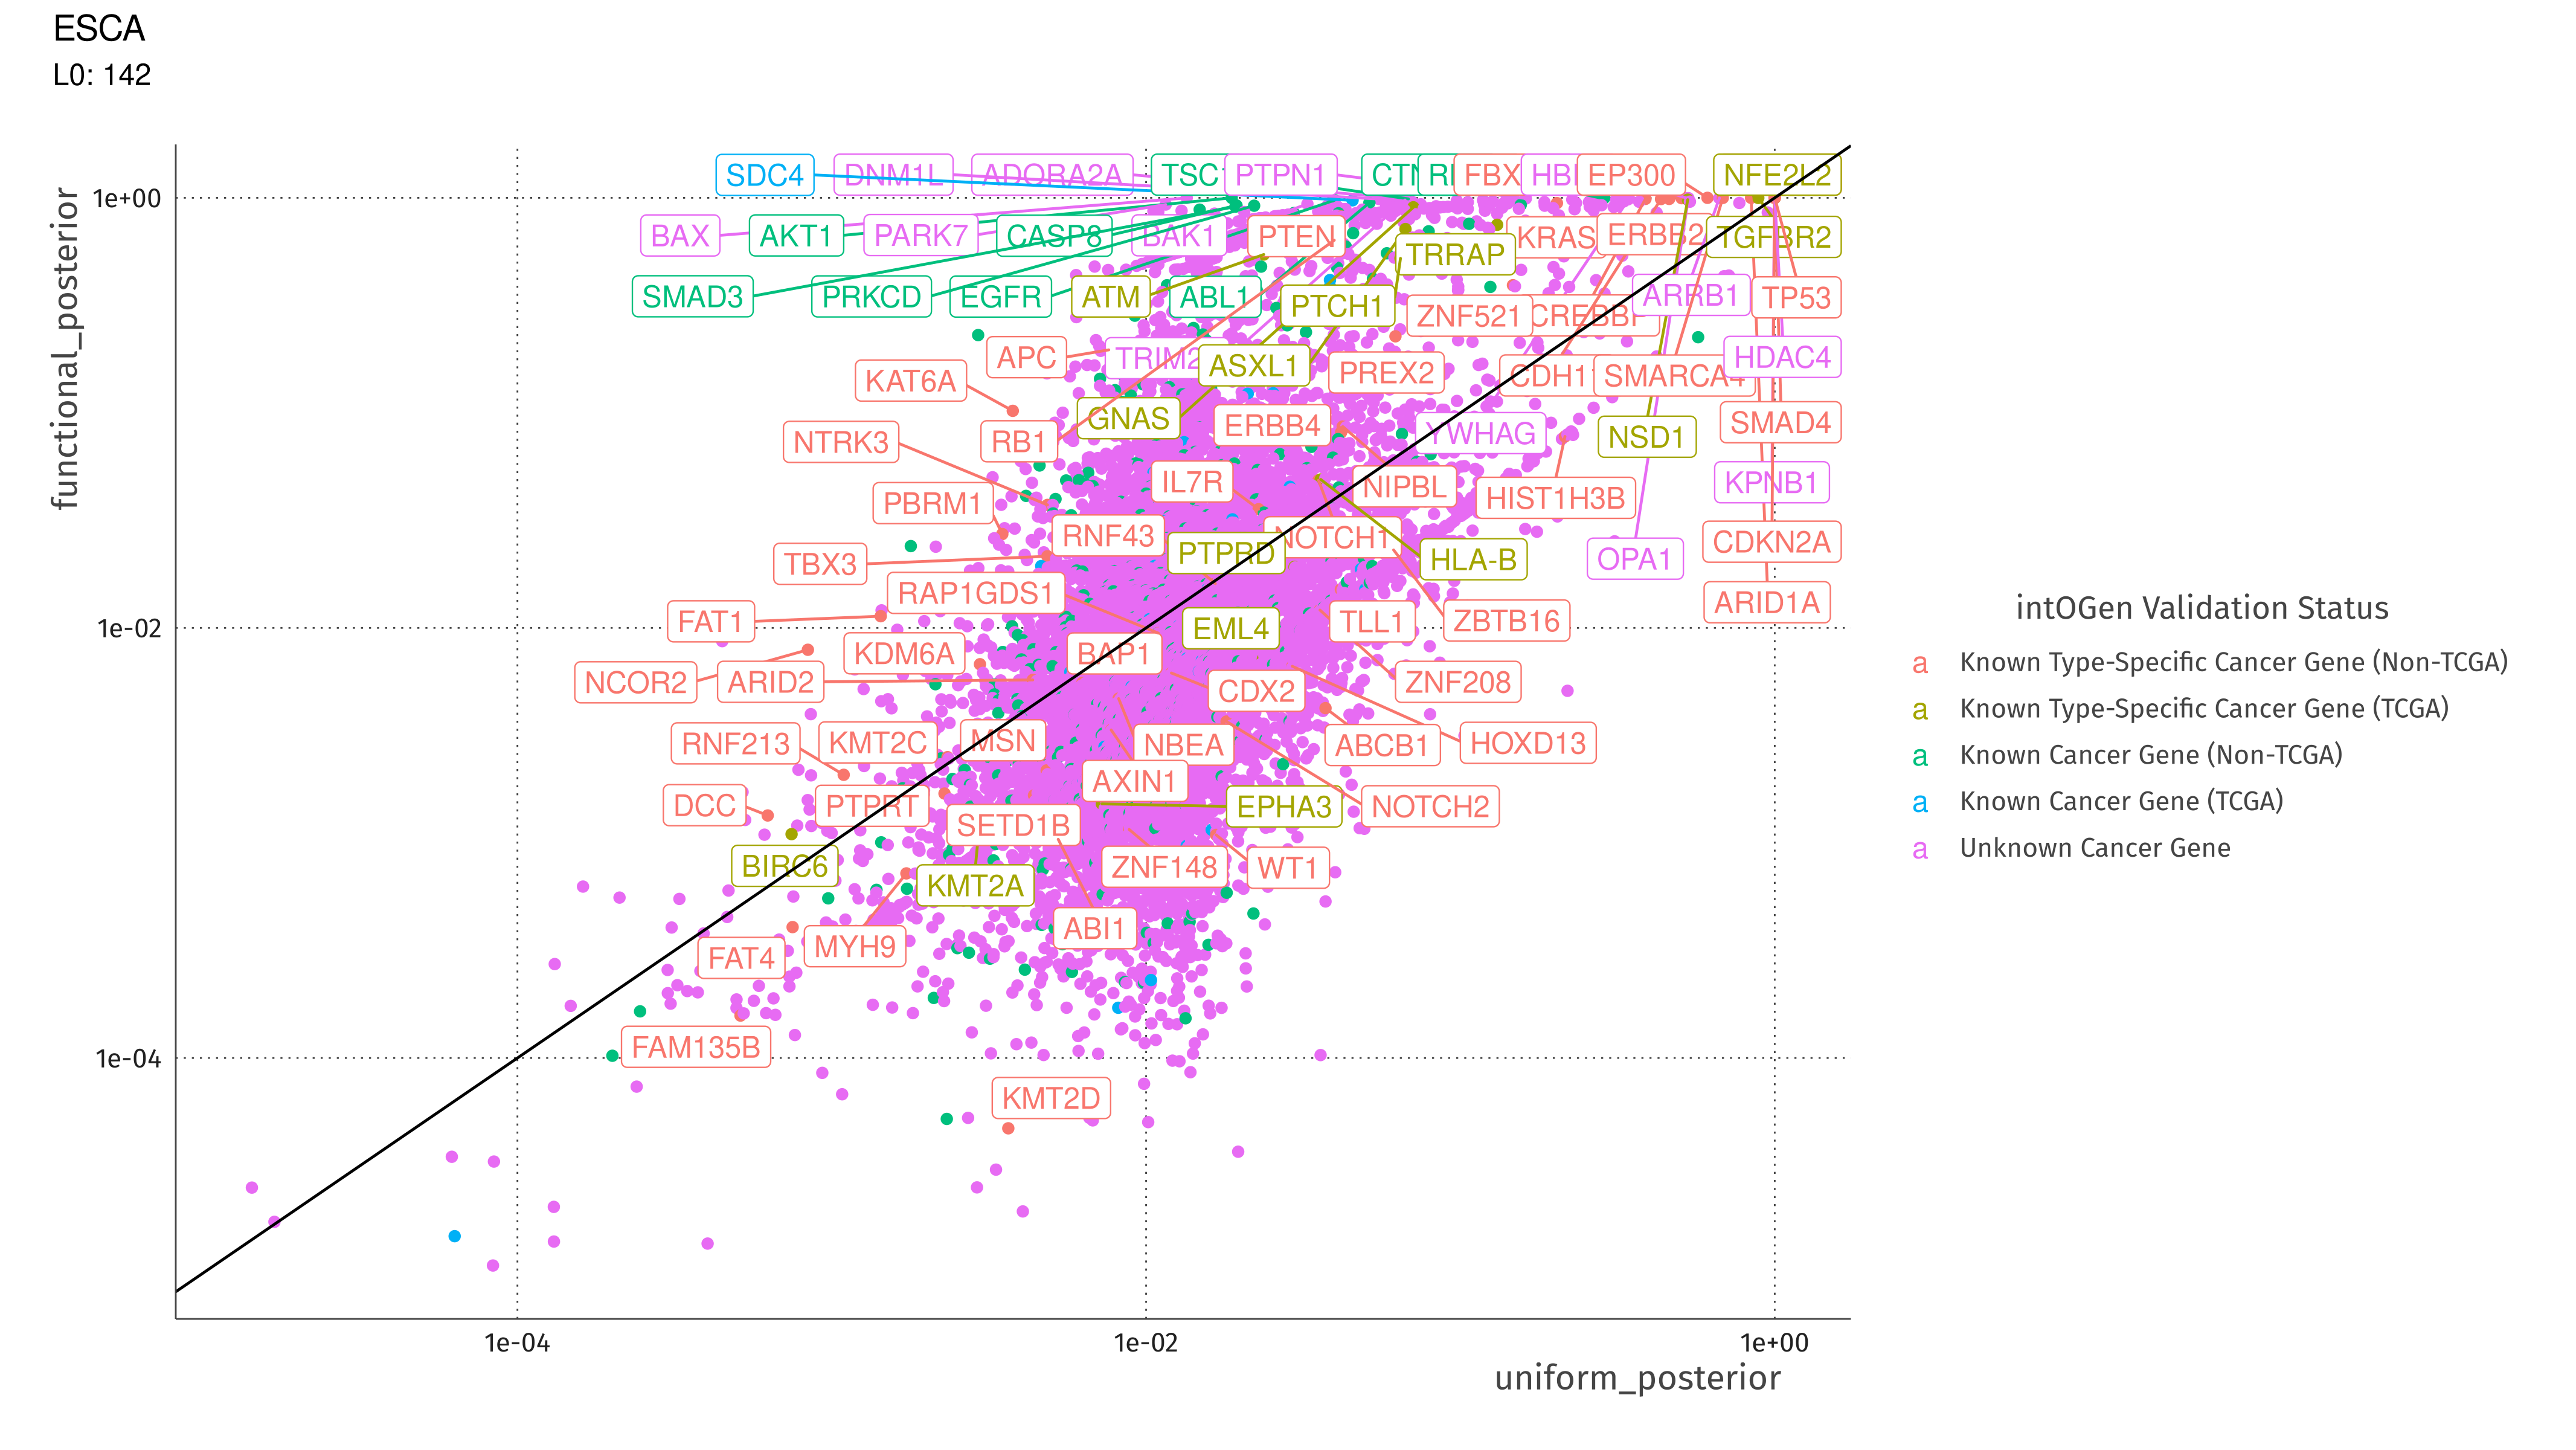 ESCA
L0: 142
SDC4 DNM1L ADORA2A PTPN1 EP300 NFE2L2
1e+00
BAX AKT1 PARK7 CASP8 BAK1 PTEN KRAS ERBB2 TGFBR2
TRRAP
SMAD3 PRKCD EGFR ATM ABL1 PTCH1 ARRB1 TP53
ZNF521 CREBBP
APC ASXL1 HDAC4
KAT6A PREX2 SMARCA4
GNAS ERBB4 SMAD4
NTRK3 RB1 YWHAG NSD1
IL7R NIPBL KPNB1
PBRM1 HIST1H3B
RNF43 NOTCH1 CDKN2A
TBX3 PTPRD HLA-B OPA1
RAP1GDS1 ARID1A
FAT1 EML4 TLL1 ZBTB16
1e-02
KDM6A BAP1
NCOR2 ARID2 CDX2 ZNF208
RNF213 KMT2C MSN NBEA ABCB1 HOXD13
AXIN1
DCC PTPRT EPHA3 NOTCH2
SETD1B
BIRC6 ZNF148 WT1
KMT2A
ABI1
FAT4 MYH9
FAM135B
1e-04
KMT2D
functional_posterior
1e-04 1e-02 1e+00
uniform_posterior
intOGen Validation Status
a Known Type-Specific Cancer Gene (Non-TCGA)
a Known Type-Specific Cancer Gene (TCGA)
a Known Cancer Gene (Non-TCGA)
a Known Cancer Gene (TCGA)
a Unknown Cancer Gene